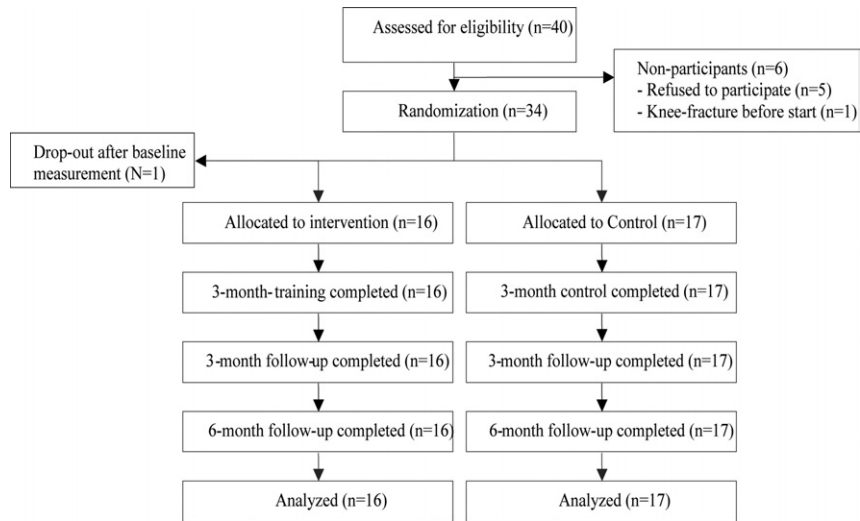 Assessed for eligibility (n=40)
Non-participants (n=6)
- Refused to participate (n=5)
- Knee-fracture before start (n=1)
Randomization (n=34)
Drop-out after baseline
measurement (N=1)
Allocated to intervention (n=16)
Allocated to Control (n=17)
3-month-training completed (n=16)
3-month control completed (n=17)
3-month follow-up completed (n=16)
3-month follow-up completed (n=17)
6-month follow-up completed (n=16)
6-month follow-up completed (n=17)
Analyzed (n=16)
Analyzed (n=17)